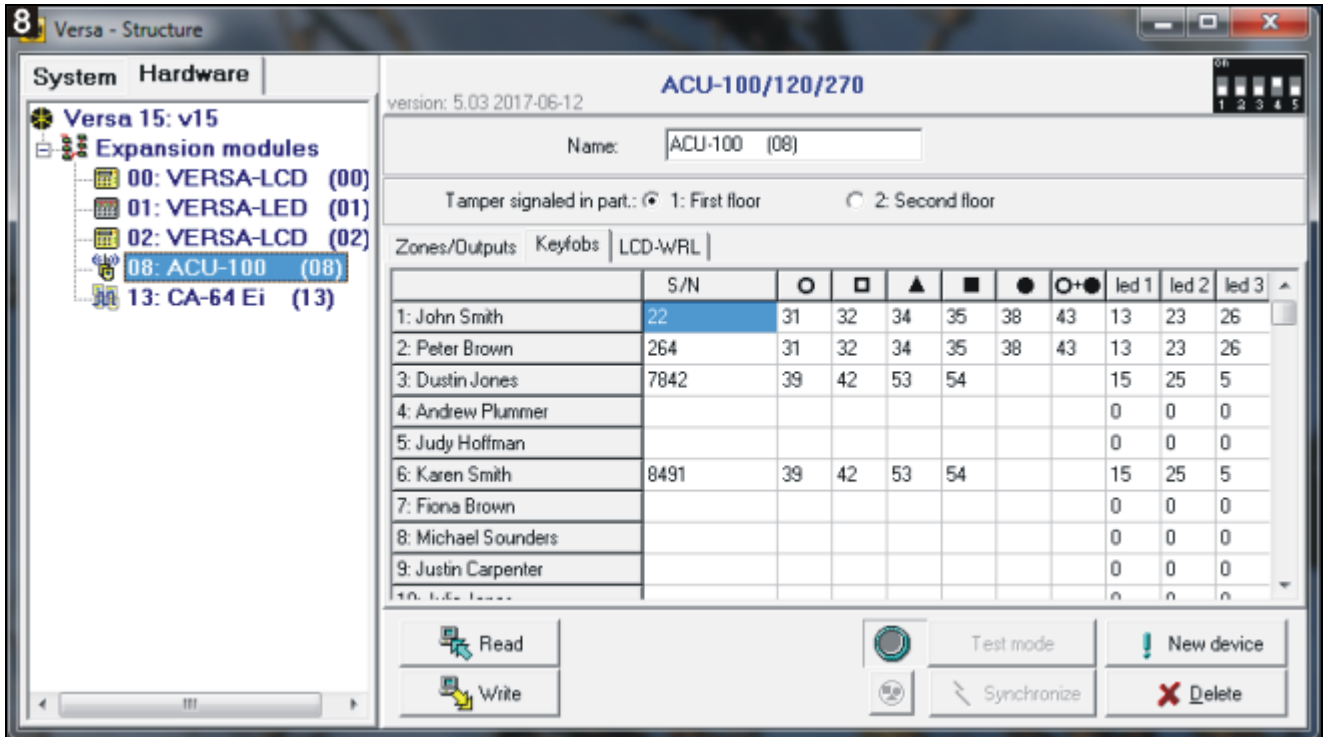 8
Versa - Structure
System Hardware
Versa 15: v15
Expansion modules
00: VERSA-LCD (00)
01: VERSA-LED (01)
02: VERSA-LCD (02)
08: ACU-100 (08)
13: CA-64 Ei (13)
ACU-100/120/270
version: 5.03 2017-06-12
on
1 2 3 4 5
Name: ACU-100 (08)
Tamper signaled in part.: 1: First floor 2: Second floor
Zones/Outputs Keyfobs LCD-WRL
S/N led 1 led 2 led 3
1: John Smith 22 31 32 34 35 38 43 13 23 26
2: Peter Brown 264 31 32 34 35 38 43 13 23 26
3: Dustin Jones 7842 39 42 53 54 15 25 5
4: Andrew Plummer 0 0 0
5: Judy Hoffman 0 0 0
6: Karen Smith 8491 39 42 53 54 15 25 5
7: Fiona Brown 0 0 0
8: Michael Sounders 0 0 0
9: Justin Carpenter 0 0 0
Read Test mode New device
Write Synchronize Delete